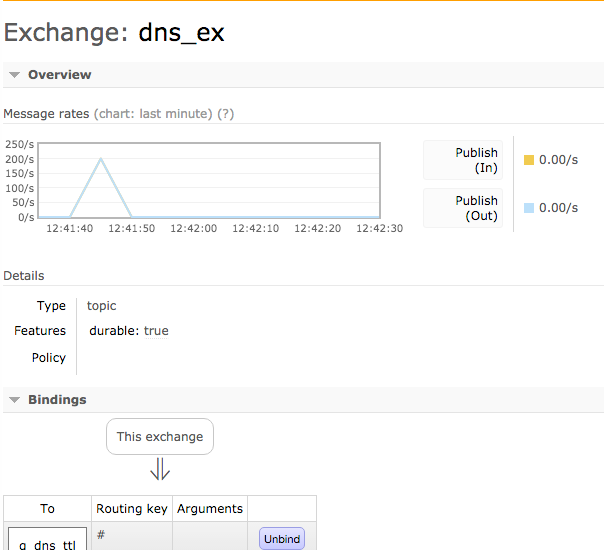 Exchange: dns_ex
Overview
Message rates (chart: last minute) (?)
250/s
200/s
150/s
100/s
50/s
0/s
12:41:40 12:41:50 12:42:00 12:42:10 12:42:20 12:42:30
Publish
(In)
0.00/s
Publish
(Out)
0.00/s
Details
Type topic
Features durable: true
Policy
Bindings
This exchange
To Routing key Arguments
q_dns_ttl # Unbind